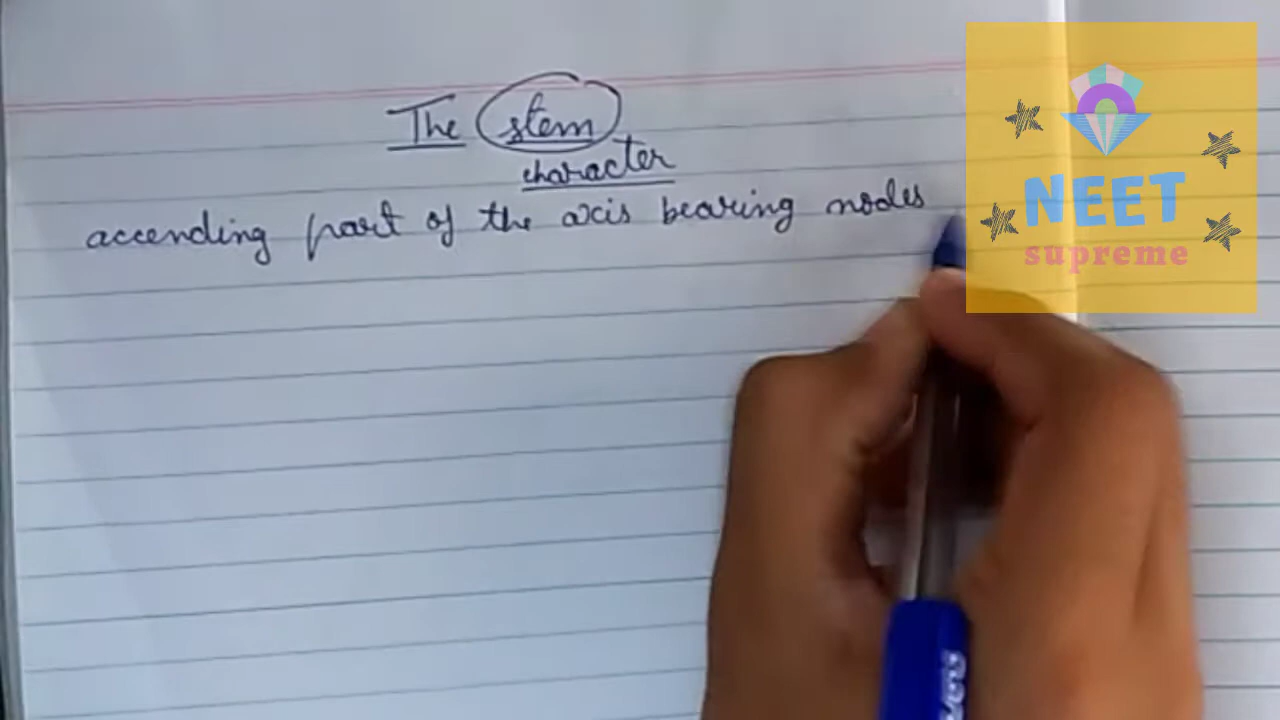 The stem
character
accending part of the axis bearing nodes
NEET
supreme